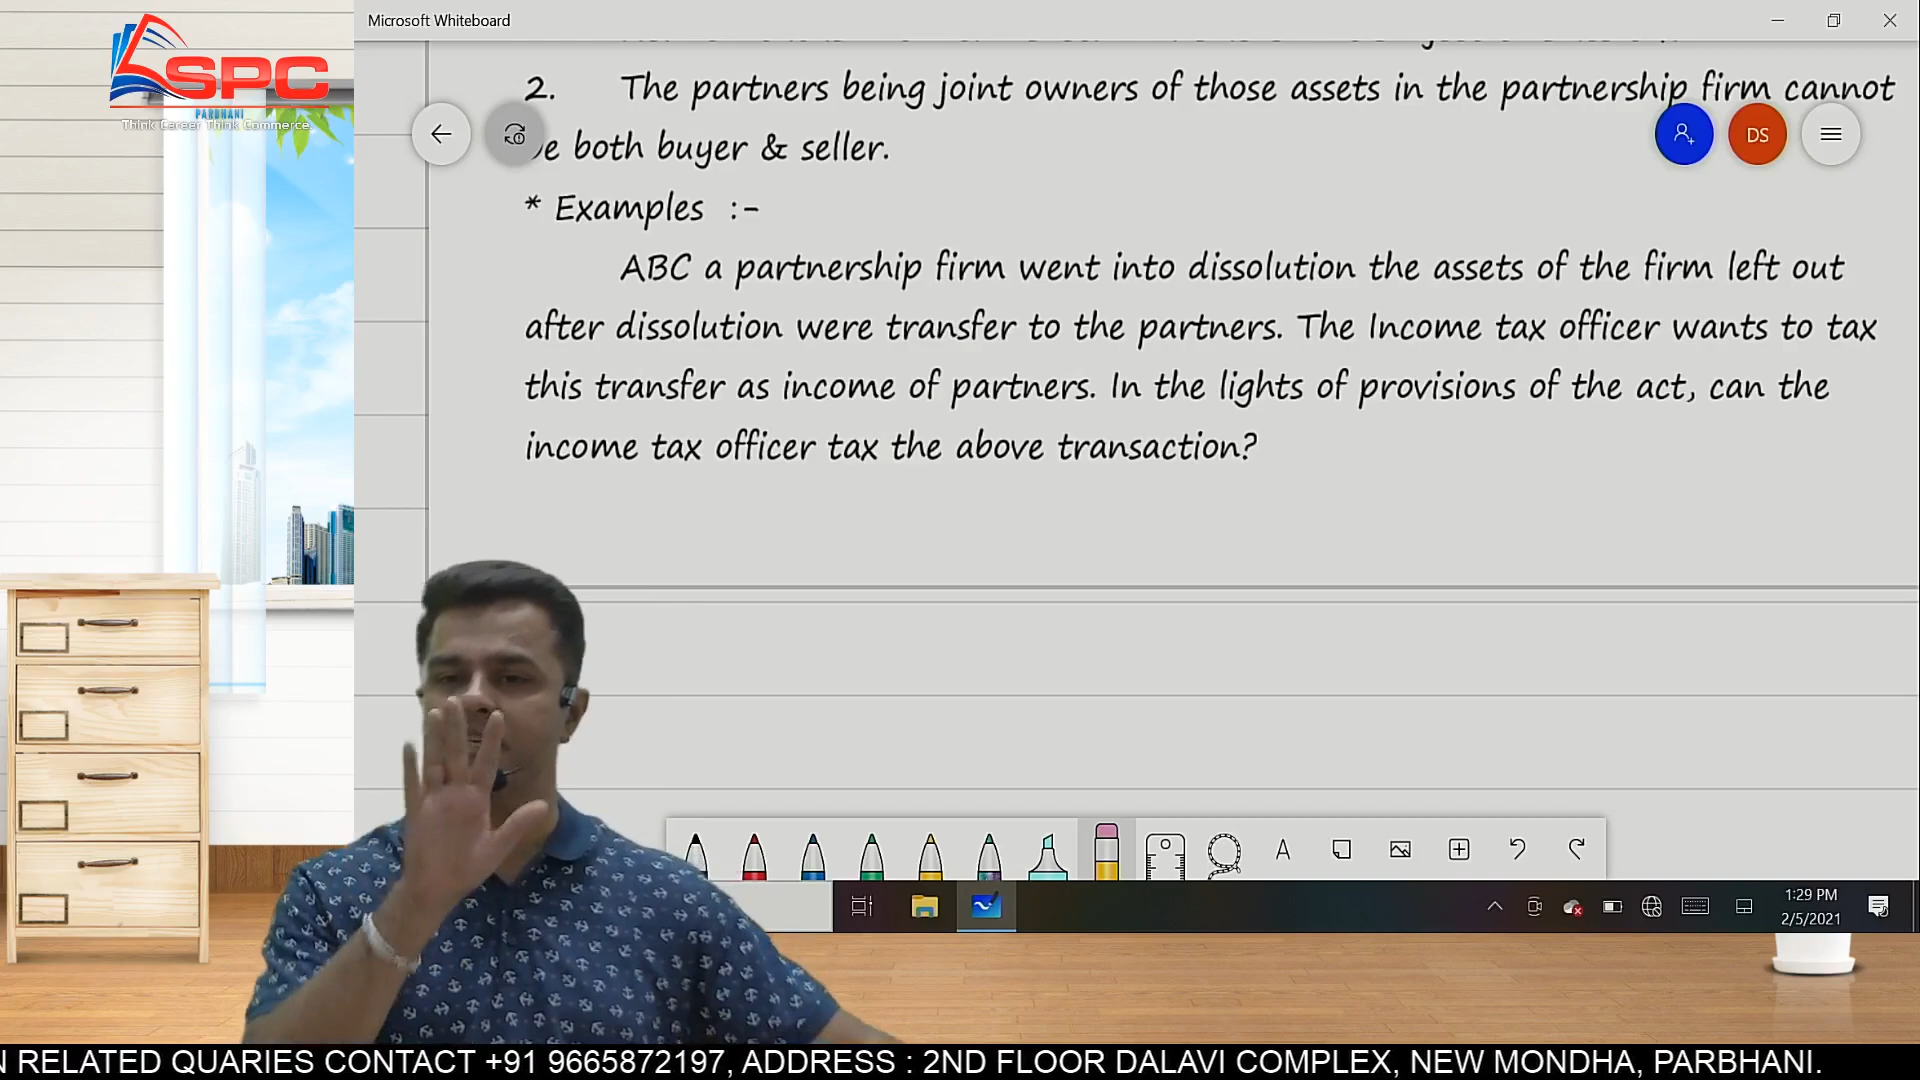 Microsoft Whiteboard
SPC
PARBHANI
Think Career Think Commerce.
2. The partners being joint owners of those assets in the partnership firm cannot
e both buyer & seller.
DS
* Examples :-
ABC a partnership firm went into dissolution the assets of the firm left out
after dissolution were transfer to the partners. The Income tax officer wants to tax
this transfer as income of partners. In the lights of provisions of the act, can the
income tax officer tax the above transaction?
A
1:29 PM
2/5/2021
N RELATED QUARIES CONTACT +91 9665872197, ADDRESS : 2ND FLOOR DALAVI COMPLEX, NEW MONDHA, PARBHANI.